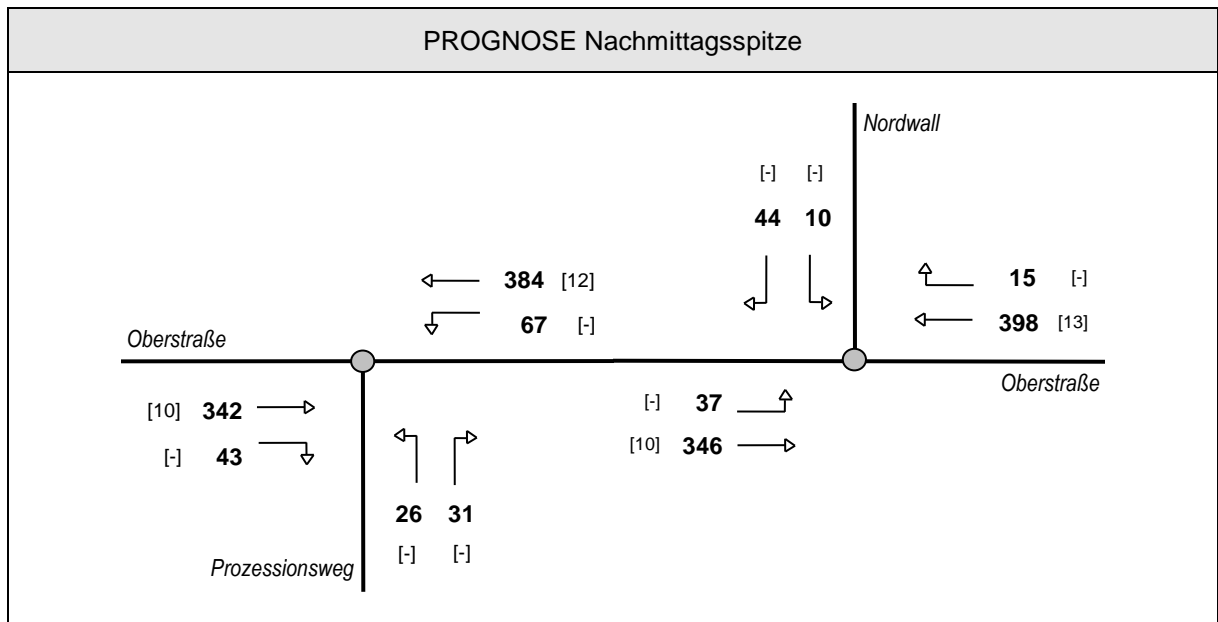 PROGNOSE Nachmittagsspitze
Nordwall
[-] [-]
44 10
15 [-]
384 [12]
398 [13]
67 [-]
Oberstraße
Oberstraße
[10] 342
[-] 37
[-] 43
[10] 346
26 31
[-] [-]
Prozessionsweg